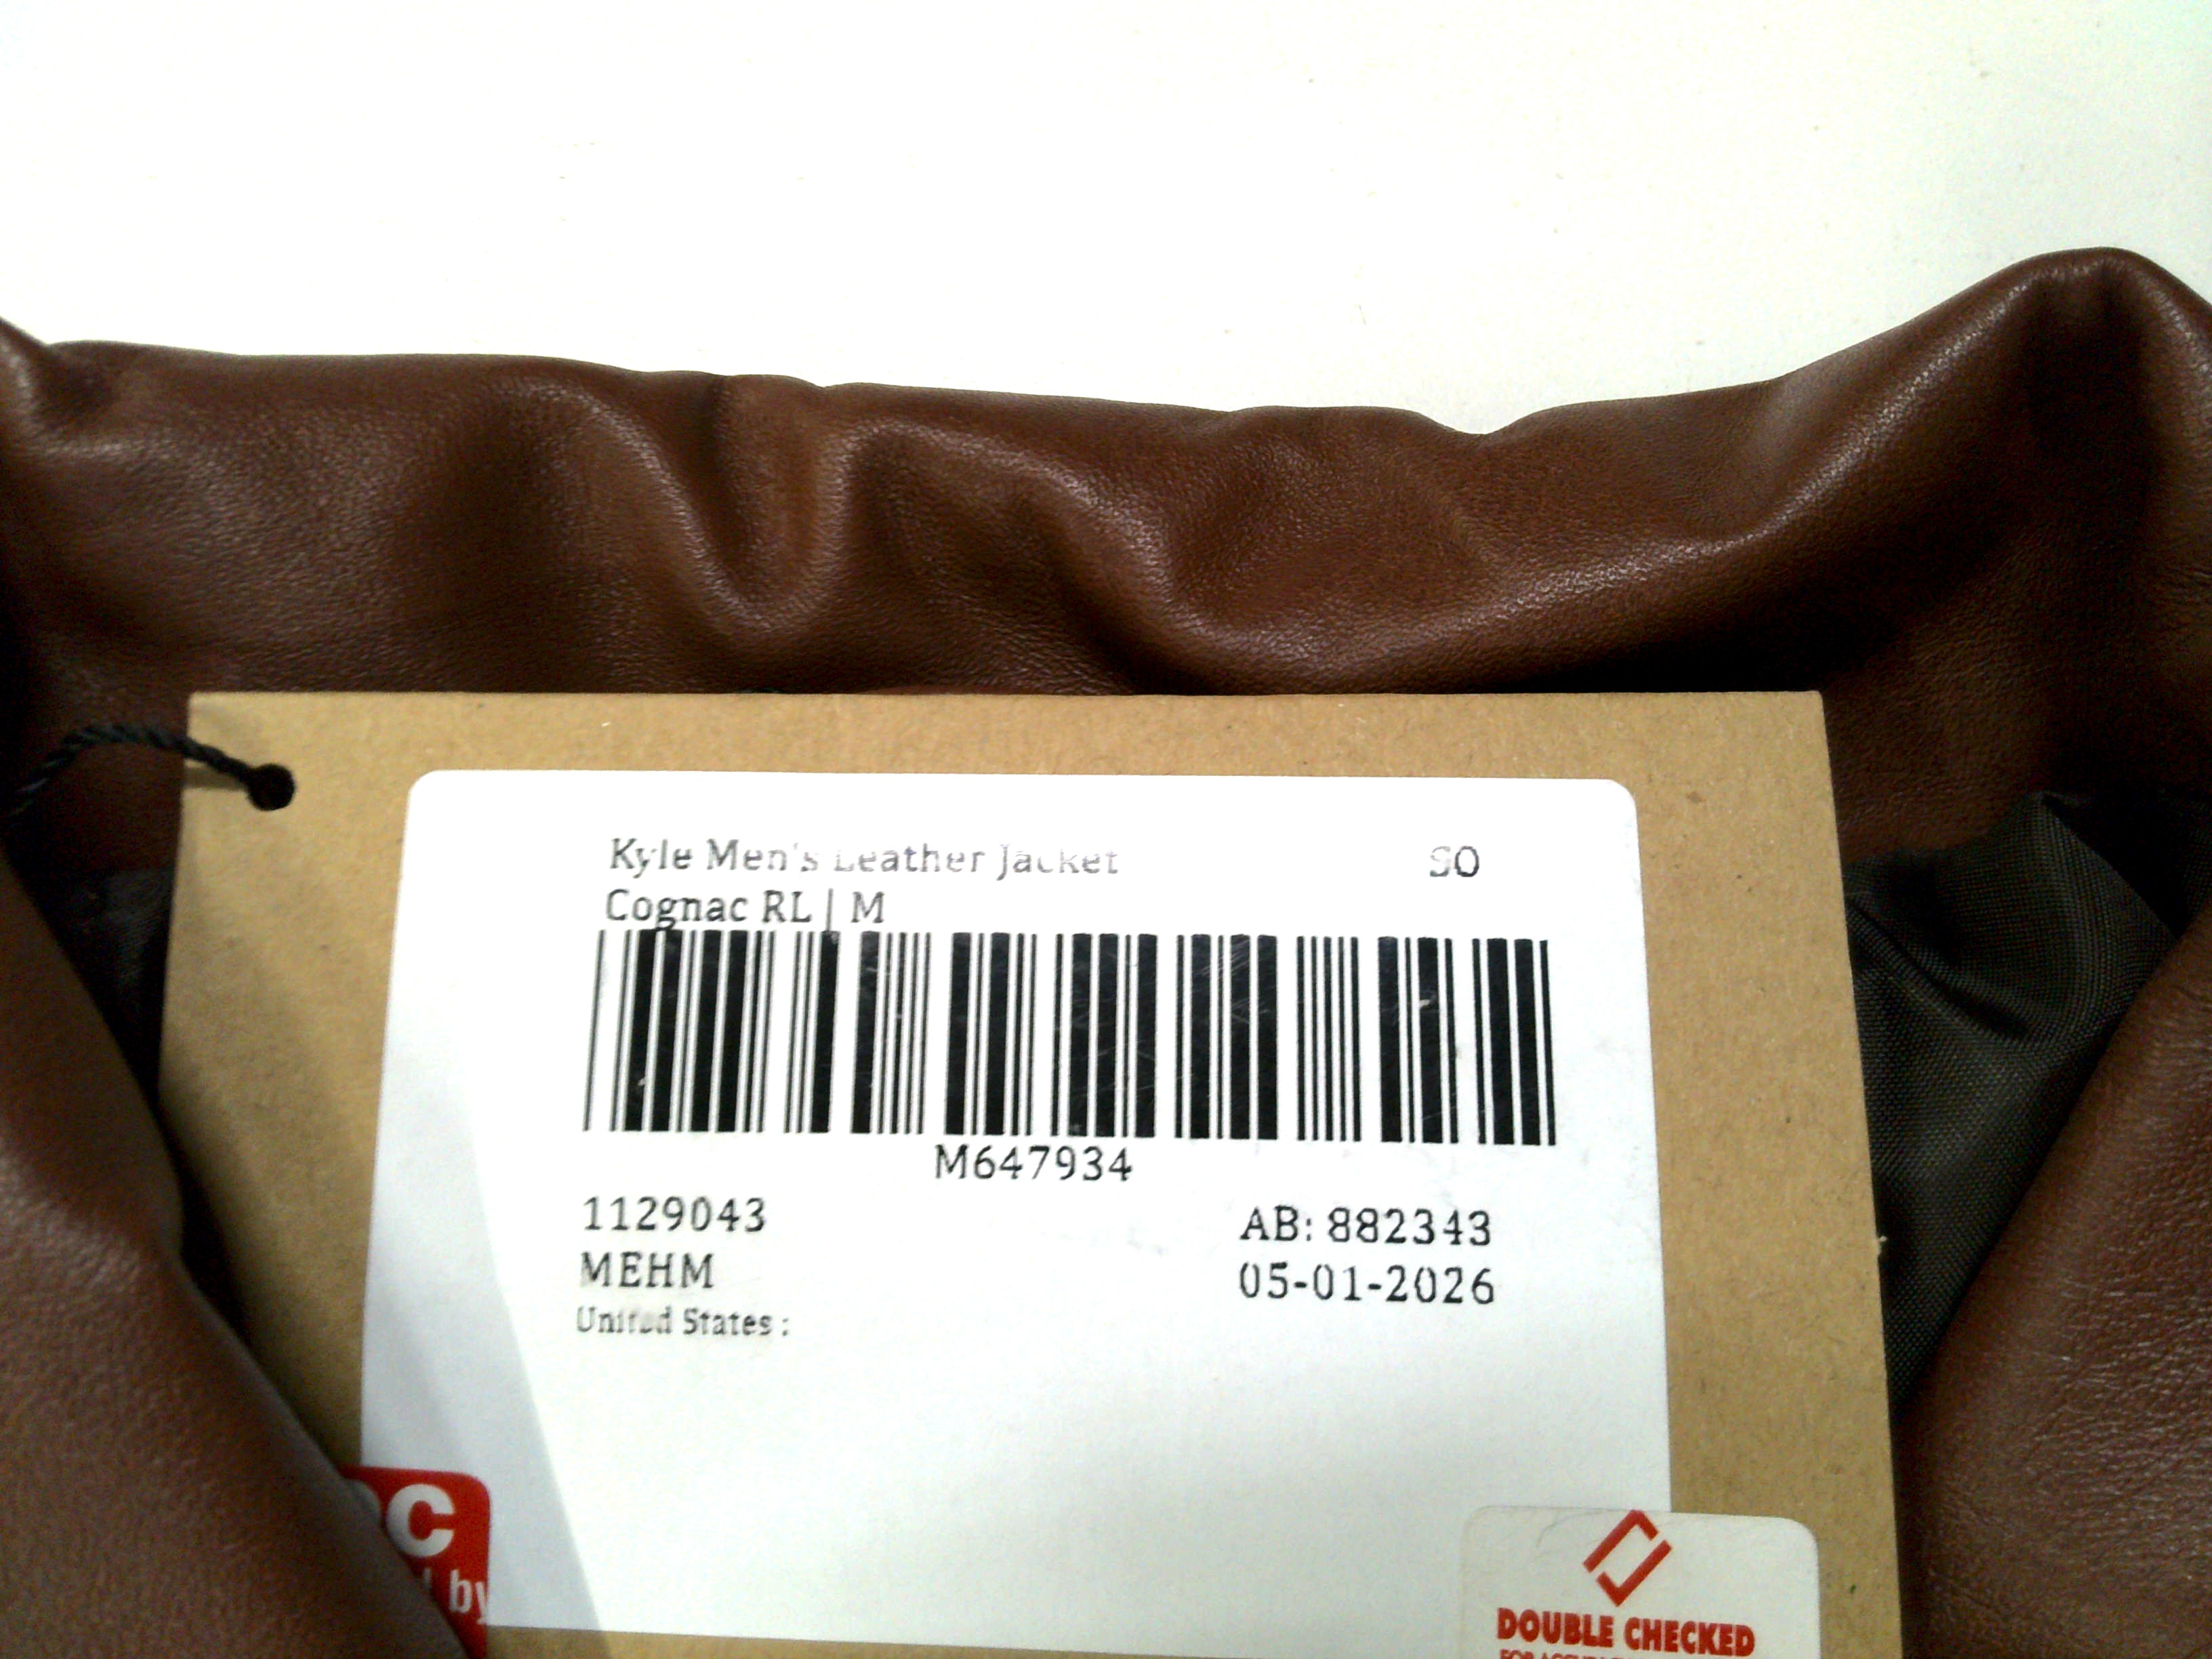 Kyle Men's Leather Jacket SO
Cognac RL | M
M647934
1129043
AB: 882343
MEHM
05-01-2026
United States :
by
DOUBLE CHECKED